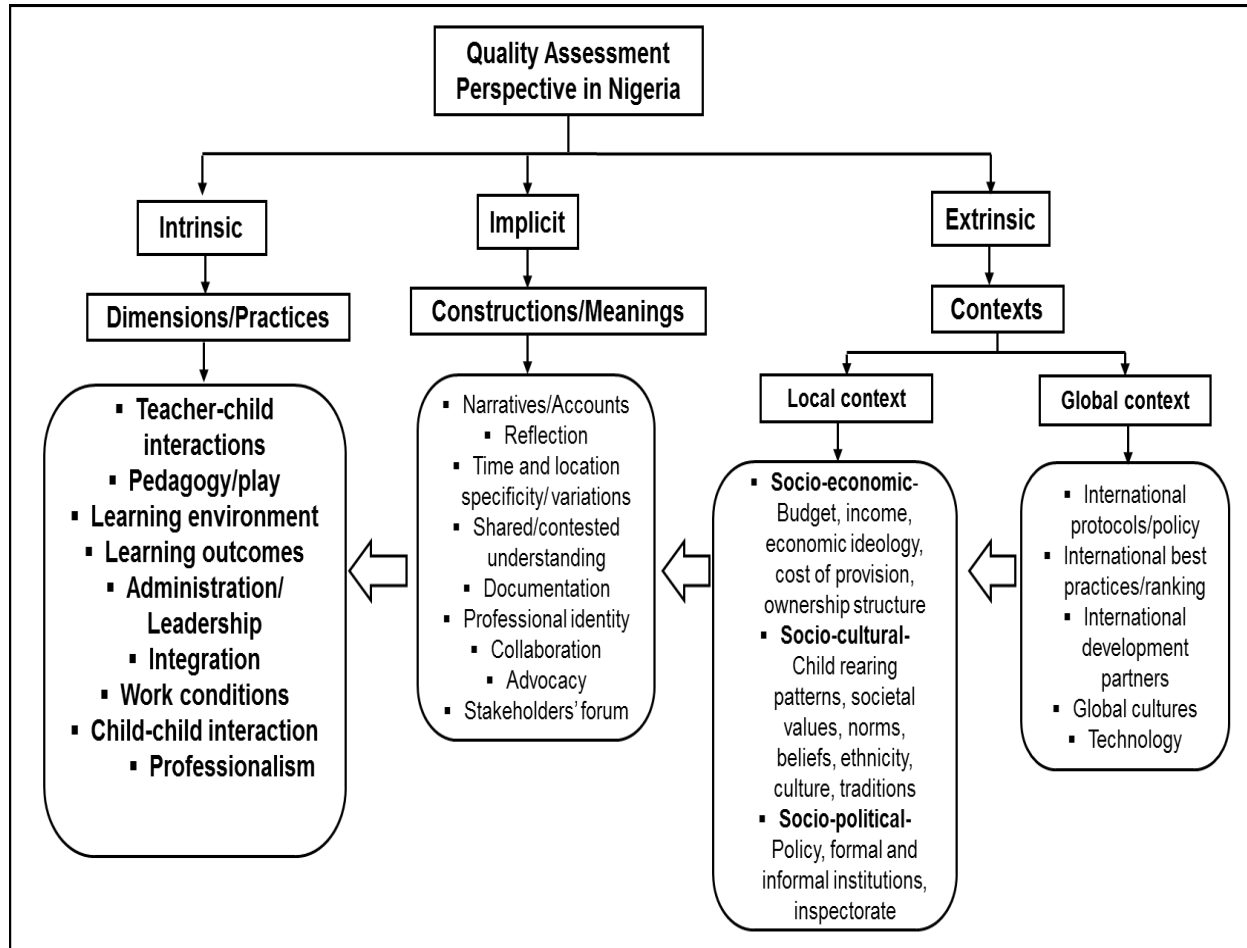 Quality Assessment
Perspective in Nigeria
Intrinsic
Implicit
Extrinsic
Dimensions/Practices
Constructions/Meanings
Contexts
Local context
Global context
▪ Teacher-child
interactions
▪ Pedagogy/play
▪ Learning environment
▪ Learning outcomes
▪ Administration/
Leadership
▪ Integration
▪ Work conditions
▪ Child-child interaction
▪ Professionalism
▪ Narratives/Accounts
▪ Reflection
▪ Time and location
specificity/ variations
▪ Shared/contested
understanding
▪ Documentation
▪ Professional identity
▪ Collaboration
▪ Advocacy
▪ Stakeholders’ forum
▪ Socio-economic-
Budget, income,
economic ideology,
cost of provision,
ownership structure
▪ Socio-cultural-
Child rearing
patterns, societal
values, norms,
beliefs, ethnicity,
culture, traditions
▪ Socio-political-
Policy, formal and
informal institutions,
inspectorate
▪ International
protocols/policy
▪ International best
practices/ranking
▪ International
development
partners
▪ Global cultures
▪ Technology